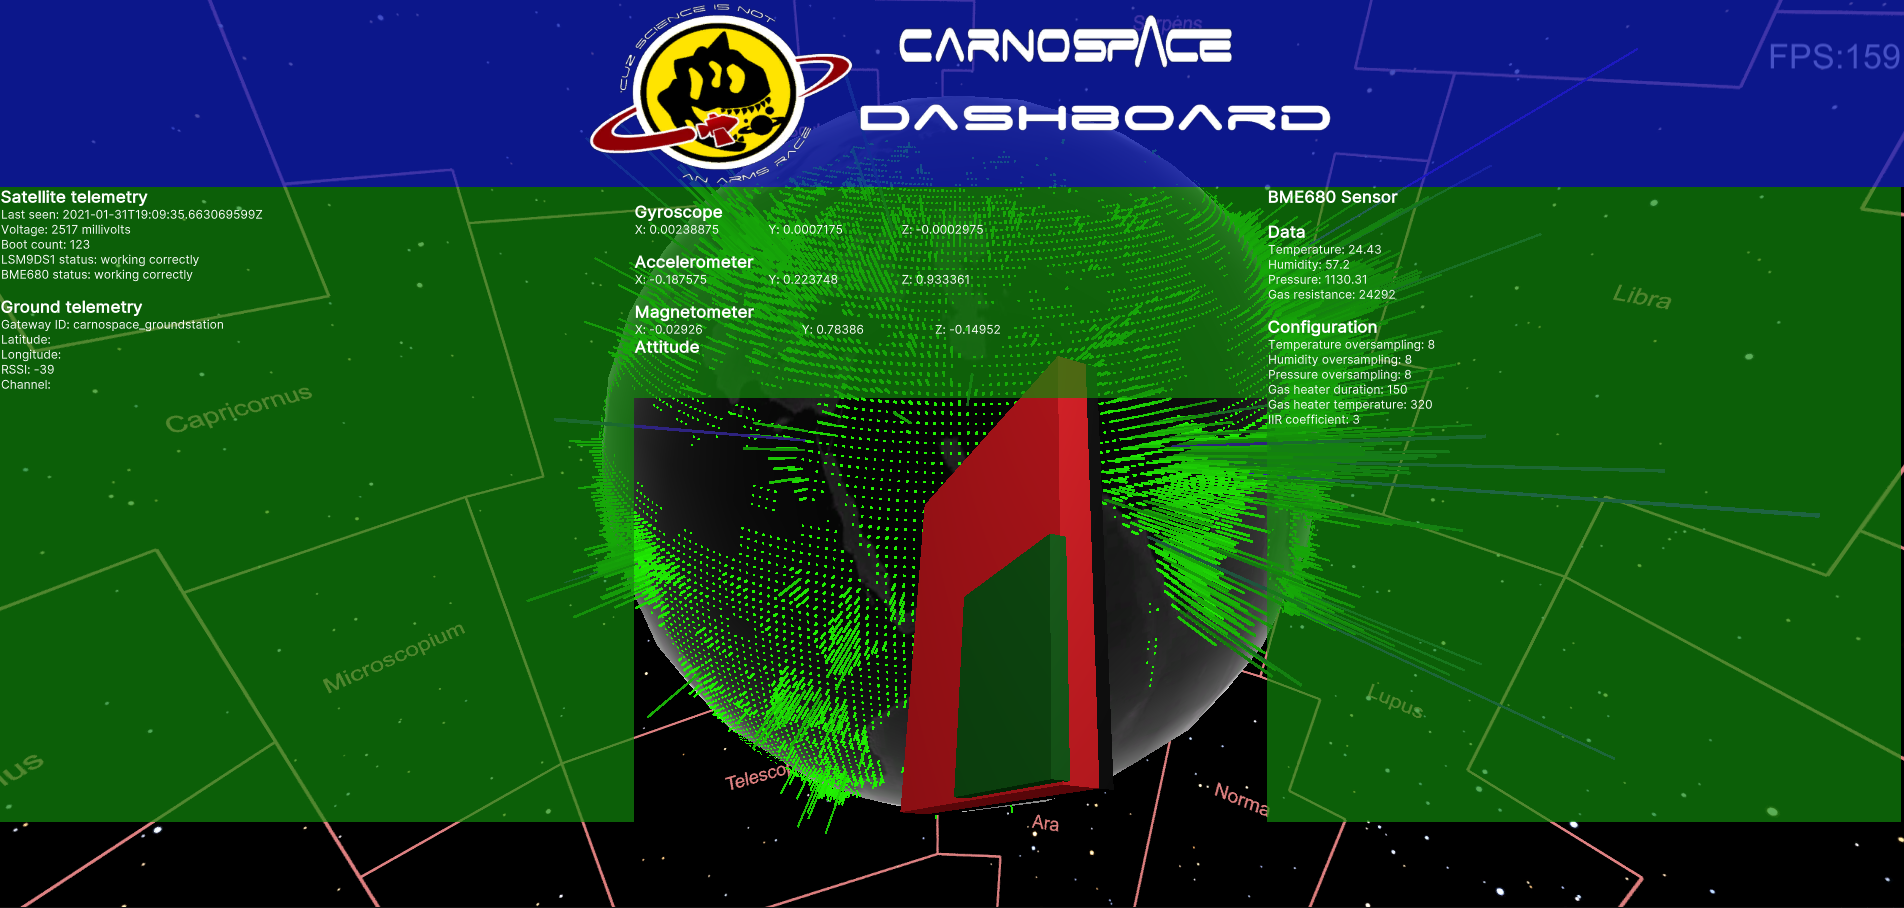 CUZ SCIENCE IS NOT
AN ARMS RACE
CARNOSPACE
DASHBOARD
Serpens
FPS:159
Satellite telemetry
Last seen: 2021-01-31T19:09:35.663069599Z
Voltage: 2517 millivolts
Boot count: 123
LSM9DS1 status: working correctly
BME680 status: working correctly
Ground telemetry
Gateway ID: carnospace_groundstation
Latitude:
Longitude:
RSSI: -39
Channel:
Gyroscope
X: 0.00238875 Y: 0.0007175 Z: -0.0002975
Accelerometer
X: -0.187575 Y: 0.223748 Z: 0.933361
Magnetometer
X: -0.02926 Y: 0.78386 Z: -0.14952
Attitude
BME680 Sensor
Data
Temperature: 24.43
Humidity: 57.2
Pressure: 1130.31
Gas resistance: 24292
Configuration
Temperature oversampling: 8
Humidity oversampling: 8
Pressure oversampling: 8
Gas heater duration: 150
Gas heater temperature: 320
IIR coefficient: 3
Capricornus
Libra
Microscopium
Lupus
Telesco
Norma
Ara